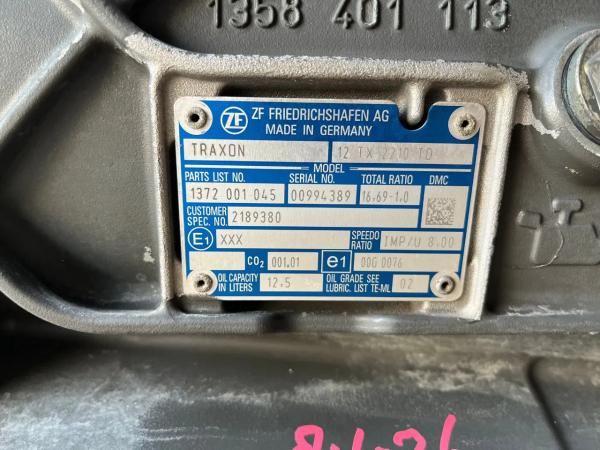 1358 401 113
ZF
ZF FRIEDRICHSHAFEN AG
MADE IN GERMANY
TRAXON 12 TX 2210 TO
MODEL
PARTS LIST NO. SERIAL NO. TOTAL RATIO DMC
1372 001 045 00994389 16.69-1.0
CUSTOMER SPEC. NO. 2189380
E1 XXX SPEEDO RATIO IMP/U 8.00
CO2 001.01 e1 00G 0076
OIL CAPACITY IN LITERS 12.5 OIL GRADE SEE LUBRIC. LIST TE-ML 02